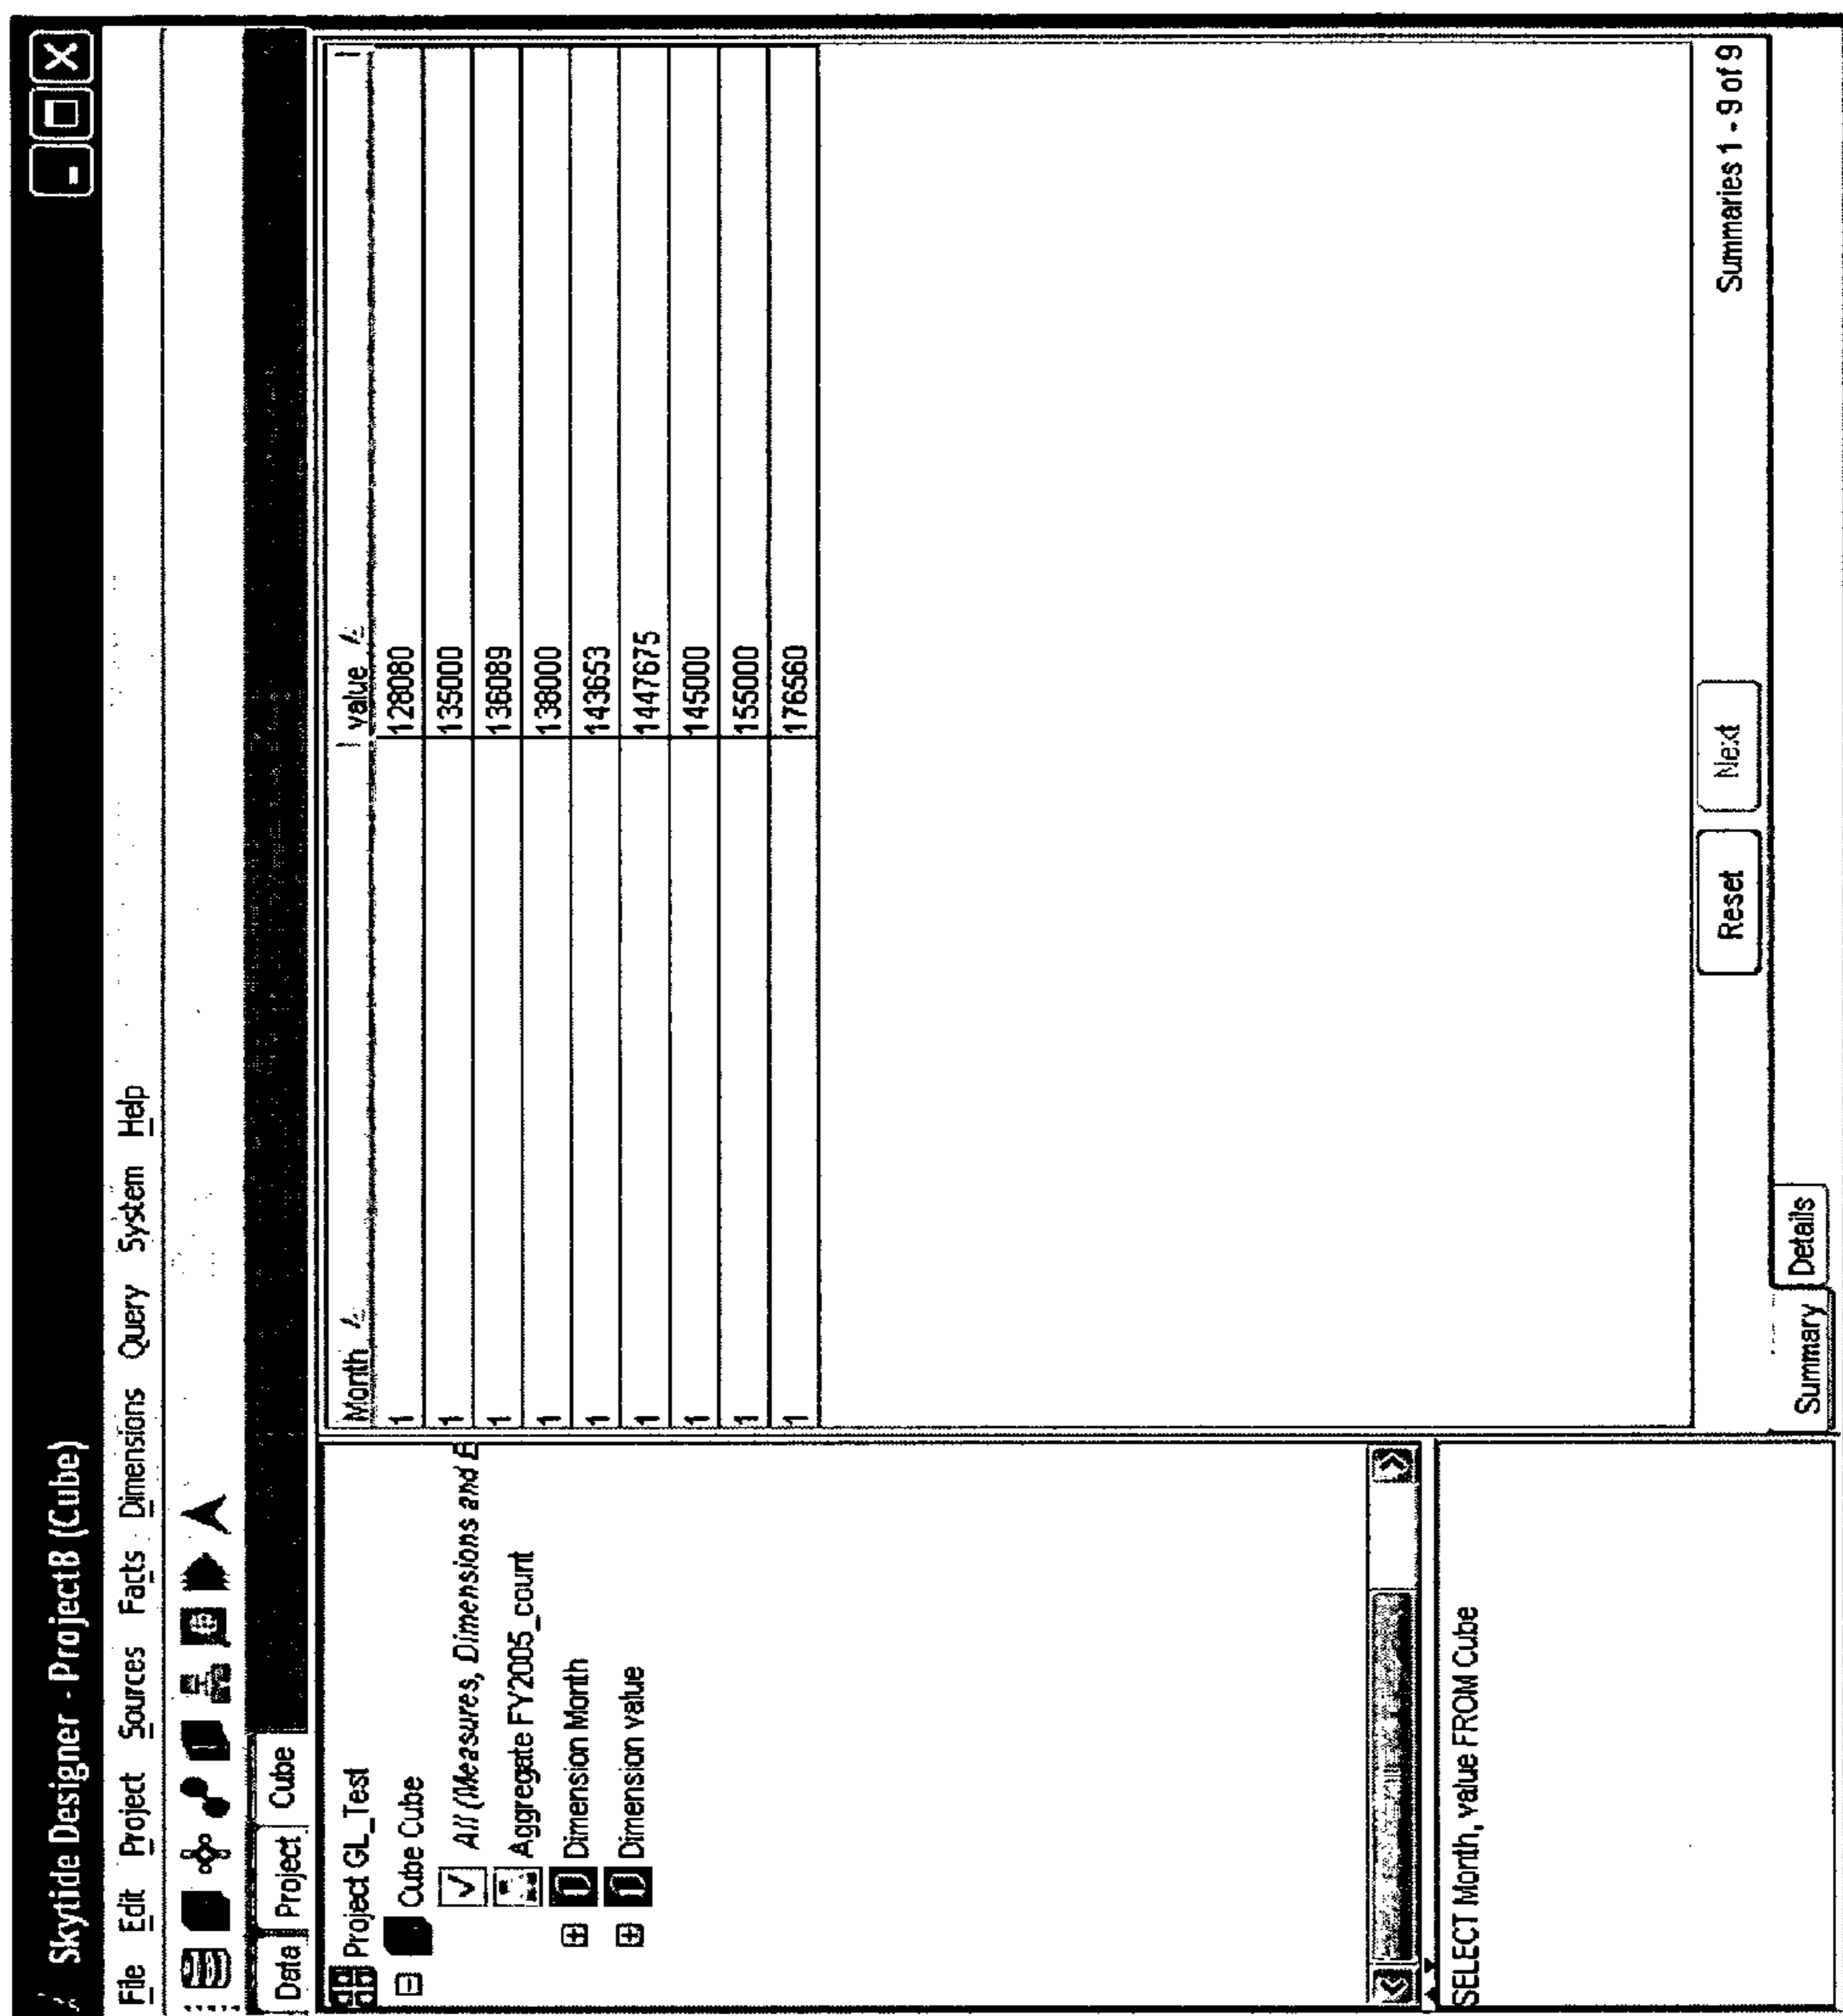 Skytide Designer - ProjectB (Cube)
File Edit Project Sources Facts Dimensions Query System Help
Data Project Cube
Project GL_Test
Cube Cube
All (Measures, Dimensions and
Aggregate FY2005_count
Dimension Month
Dimension value
SELECT Month, value FROM Cube
Month value
1 128080
1 135000
1 136089
1 138000
1 143653
1 1447675
1 145000
1 155000
1 176560
Reset Next Summaries 1 - 9 of 9
Summary Details